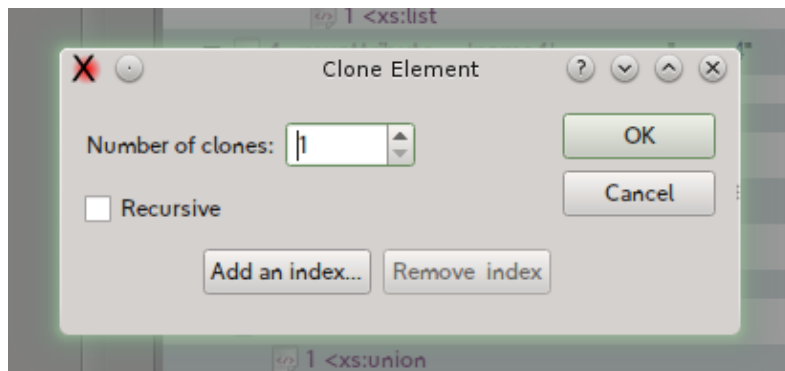 1 <xs:list
Clone Element
Number of clones: 1
OK
Recursive
Cancel
Add an index... Remove index
1 <xs:union